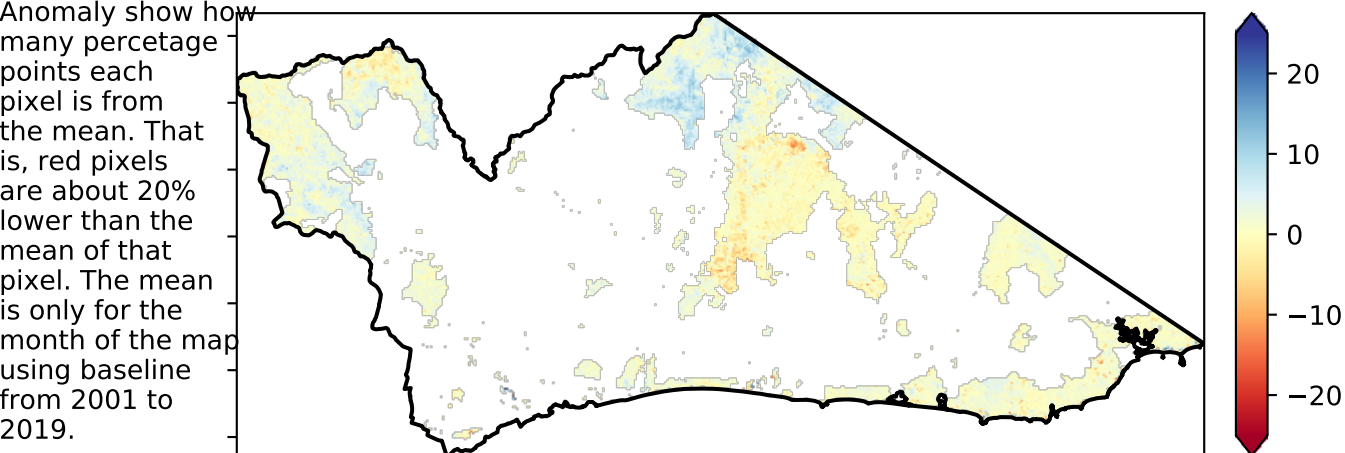 Anomaly show how
many percetage
points each
pixel is from
the mean. That
is, red pixels
are about 20%
lower than the
mean of that
pixel. The mean
is only for the
month of the map
using baseline
from 2001 to
2019.
20
10
0
−10
−20